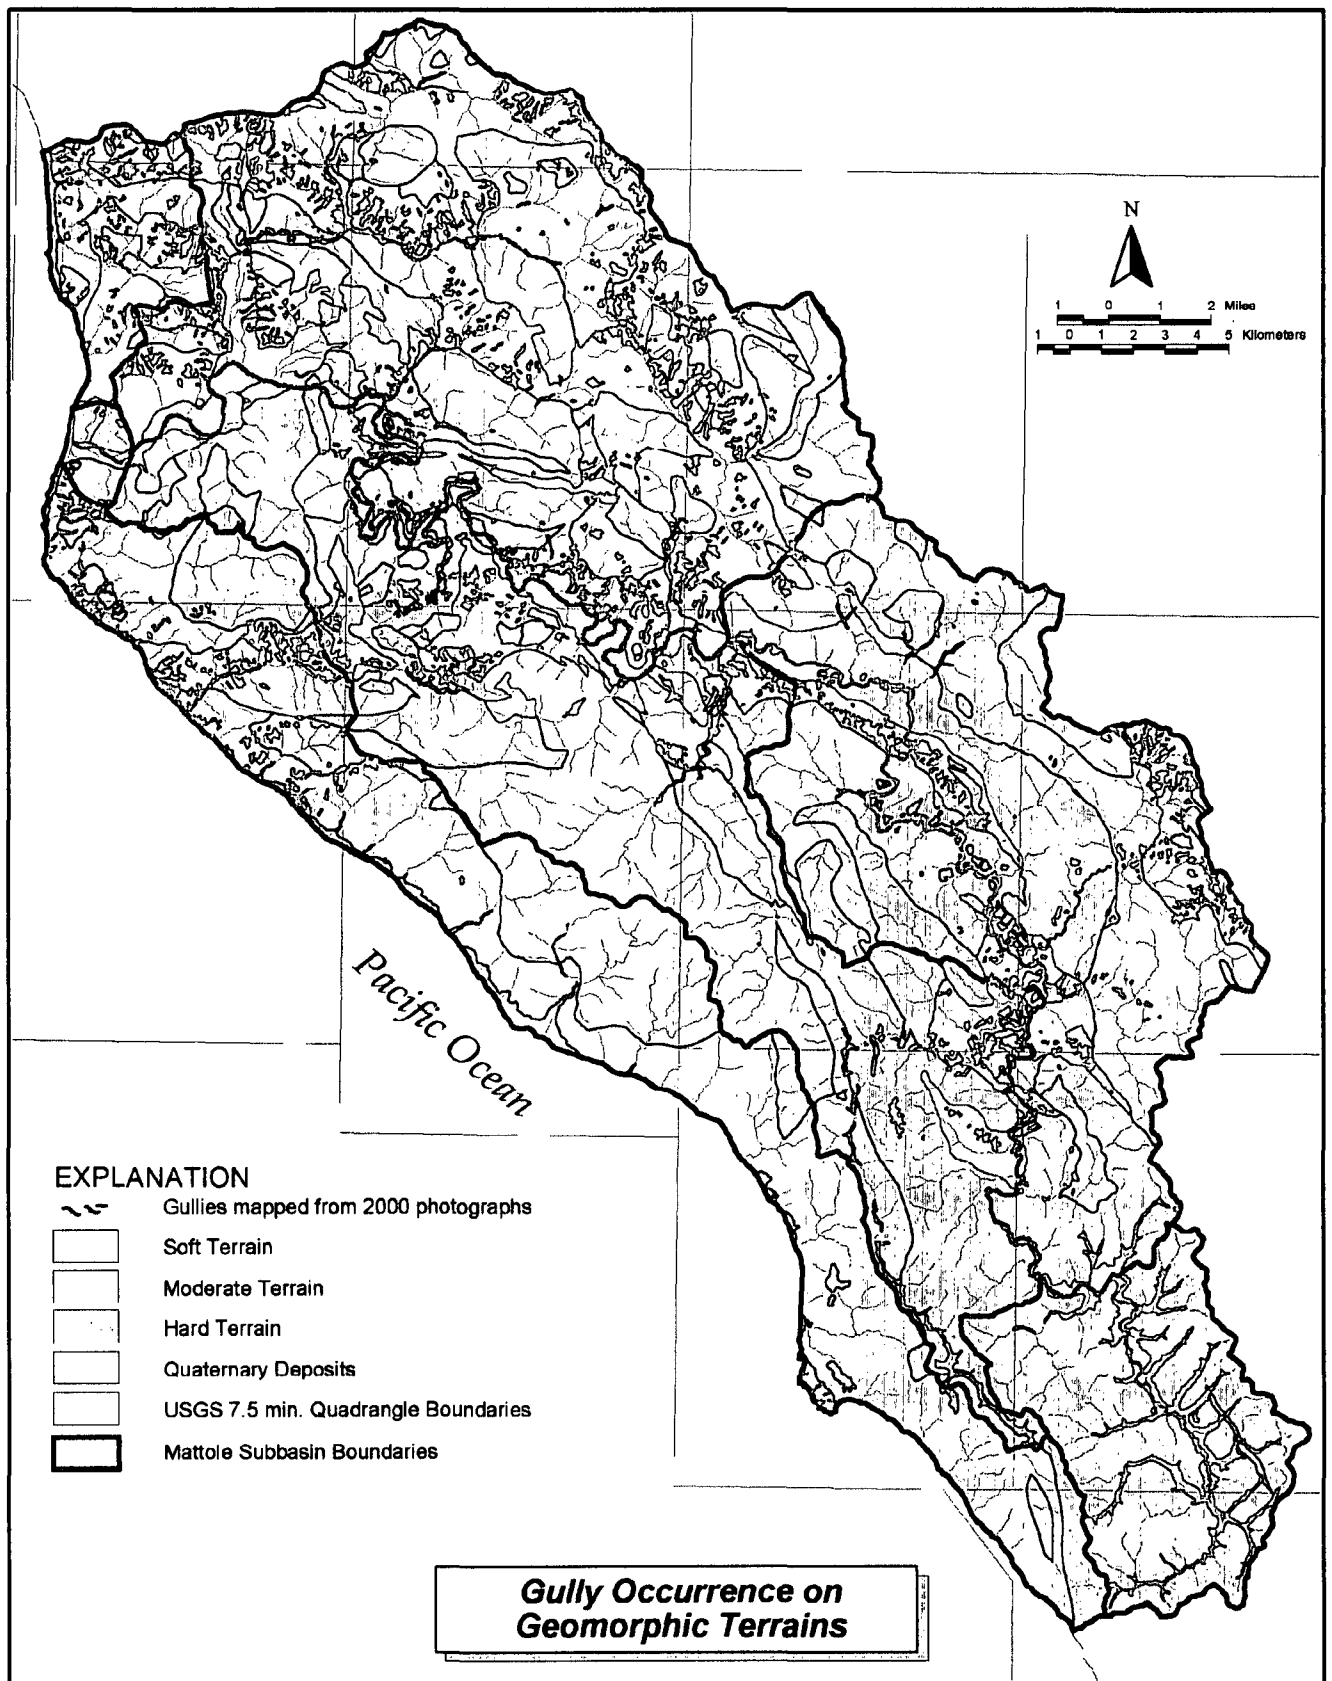 N
1 0 1 2 Miles
1 0 1 2 3 4 5 Kilometers
Pacific Ocean
EXPLANATION
Gullies mapped from 2000 photographs
Soft Terrain
Moderate Terrain
Hard Terrain
Quaternary Deposits
USGS 7.5 min. Quadrangle Boundaries
Mattole Subbasin Boundaries
Gully Occurrence on
Geomorphic Terrains